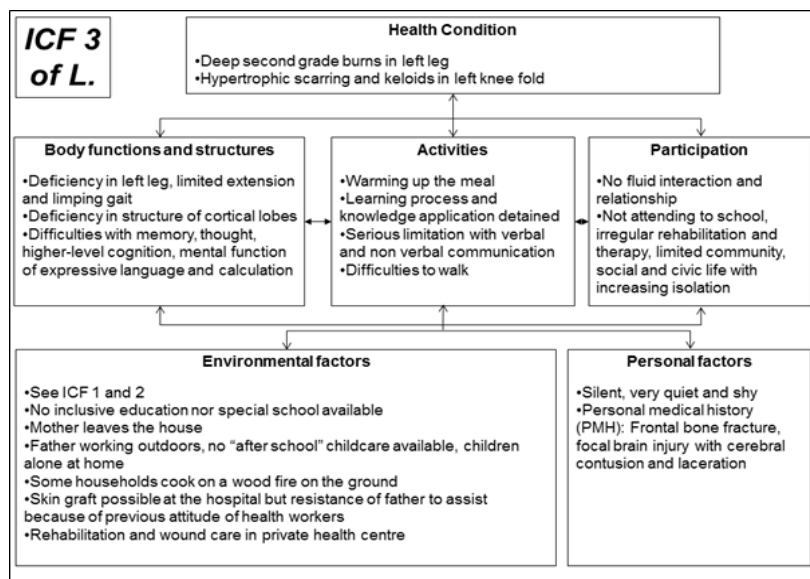 ICF 3
of L.
Health Condition
•Deep second grade burns in left leg
•Hypertrophic scarring and keloids in left knee fold
Body functions and structures
•Deficiency in left leg, limited extension
and limping gait
•Deficiency in structure of cortical lobes
•Difficulties with memory, thought,
higher-level cognition, mental function
of expressive language and calculation
Activities
•Warming up the meal
•Learning process and
knowledge application detained
•Serious limitation with verbal
and non verbal communication
•Difficulties to walk
Participation
•No fluid interaction and
relationship
•Not attending to school,
irregular rehabilitation and
therapy, limited community,
social and civic life with
increasing isolation
Environmental factors
•See ICF 1 and 2
•No inclusive education nor special school available
•Mother leaves the house
•Father working outdoors, no “after school” childcare available, children
alone at home
•Some households cook on a wood fire on the ground
•Skin graft possible at the hospital but resistance of father to assist
because of previous attitude of health workers
•Rehabilitation and wound care in private health centre
Personal factors
•Silent, very quiet and shy
•Personal medical history
(PMH): Frontal bone fracture,
focal brain injury with cerebral
contusion and laceration